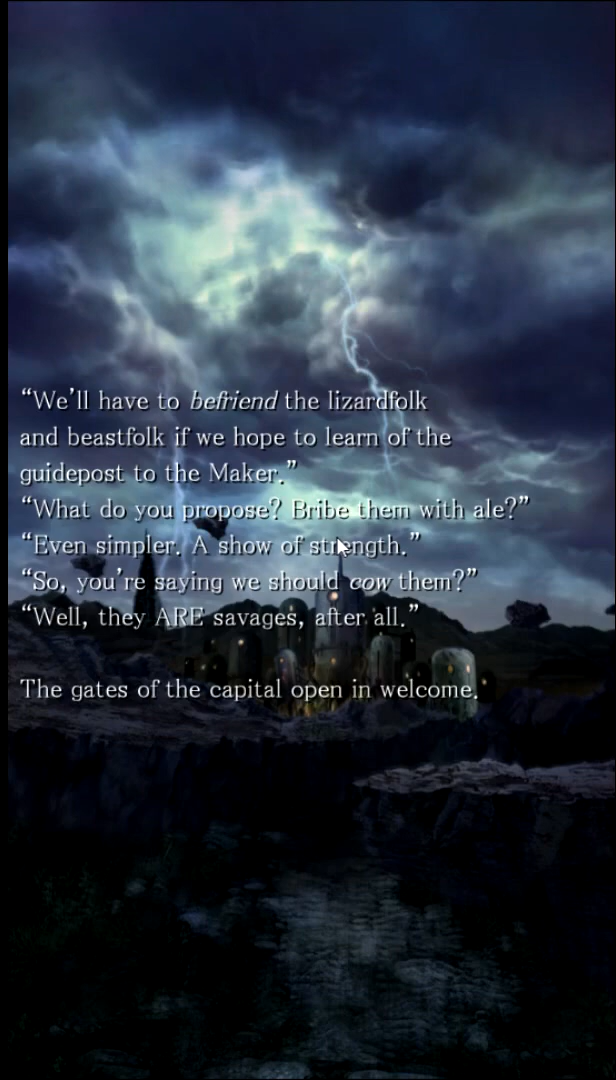 “We’ll have to befriend the lizardfolk
and beastfolk if we hope to learn of the
guidepost to the Maker.”
“What do you propose? Bribe them with ale?”
“Even simpler. A show of strength.”
“So, you’re saying we should cow them?”
“Well, they ARE savages, after all.”
The gates of the capital open in welcome.